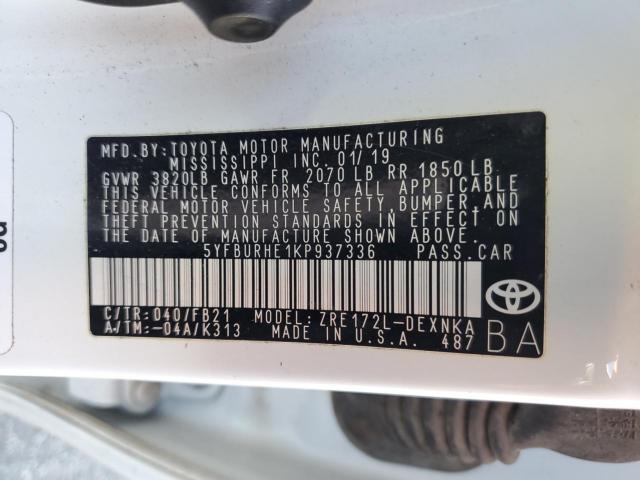 MFD.BY:TOYOTA MOTOR MANUFACTURING
MISSISSIPPI INC. 01/19
GVWR 3820LB GAWR FR 2070 LB RR 1850 LB
THIS VEHICLE CONFORMS TO ALL APPLICABLE
FEDERAL MOTOR VEHICLE SAFETY, BUMPER, AND
THEFT PREVENTION STANDARDS IN EFFECT ON
THE DATE OF MANUFACTURE SHOWN ABOVE.
5YFBURHE1KP937336 PASS.CAR
C/TR: 040/FB21 MODEL: ZRE172L-DEXNKA
A/TM: -04A/K313 MADE IN U.S.A. 487
BA